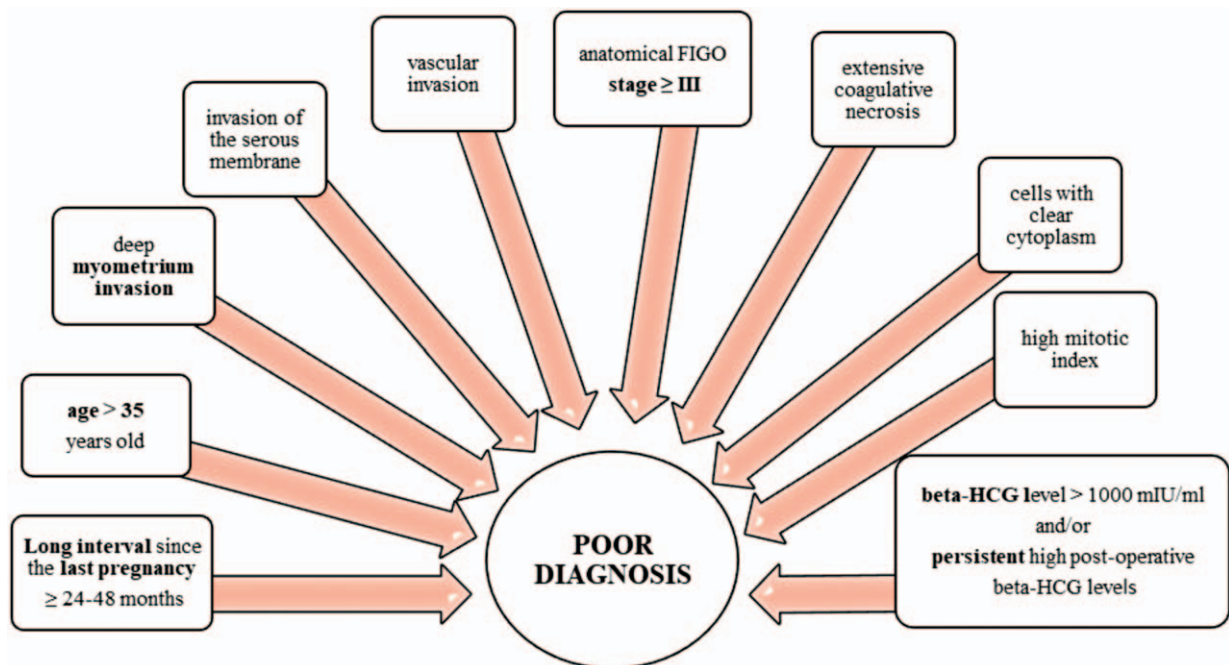 vascular
invasion
anatomical FIGO
stage ≥ III
extensive
coagulative
necrosis
invasion of
the serous
membrane
cells with
clear
cytoplasm
deep
myometrium
invasion
high mitotic
index
age > 35
years old
beta-HCG level > 1000 mIU/ml
and/or
persistent high post-operative
beta-HCG levels
Long interval since
the last pregnancy
≥ 24-48 months
POOR
DIAGNOSIS